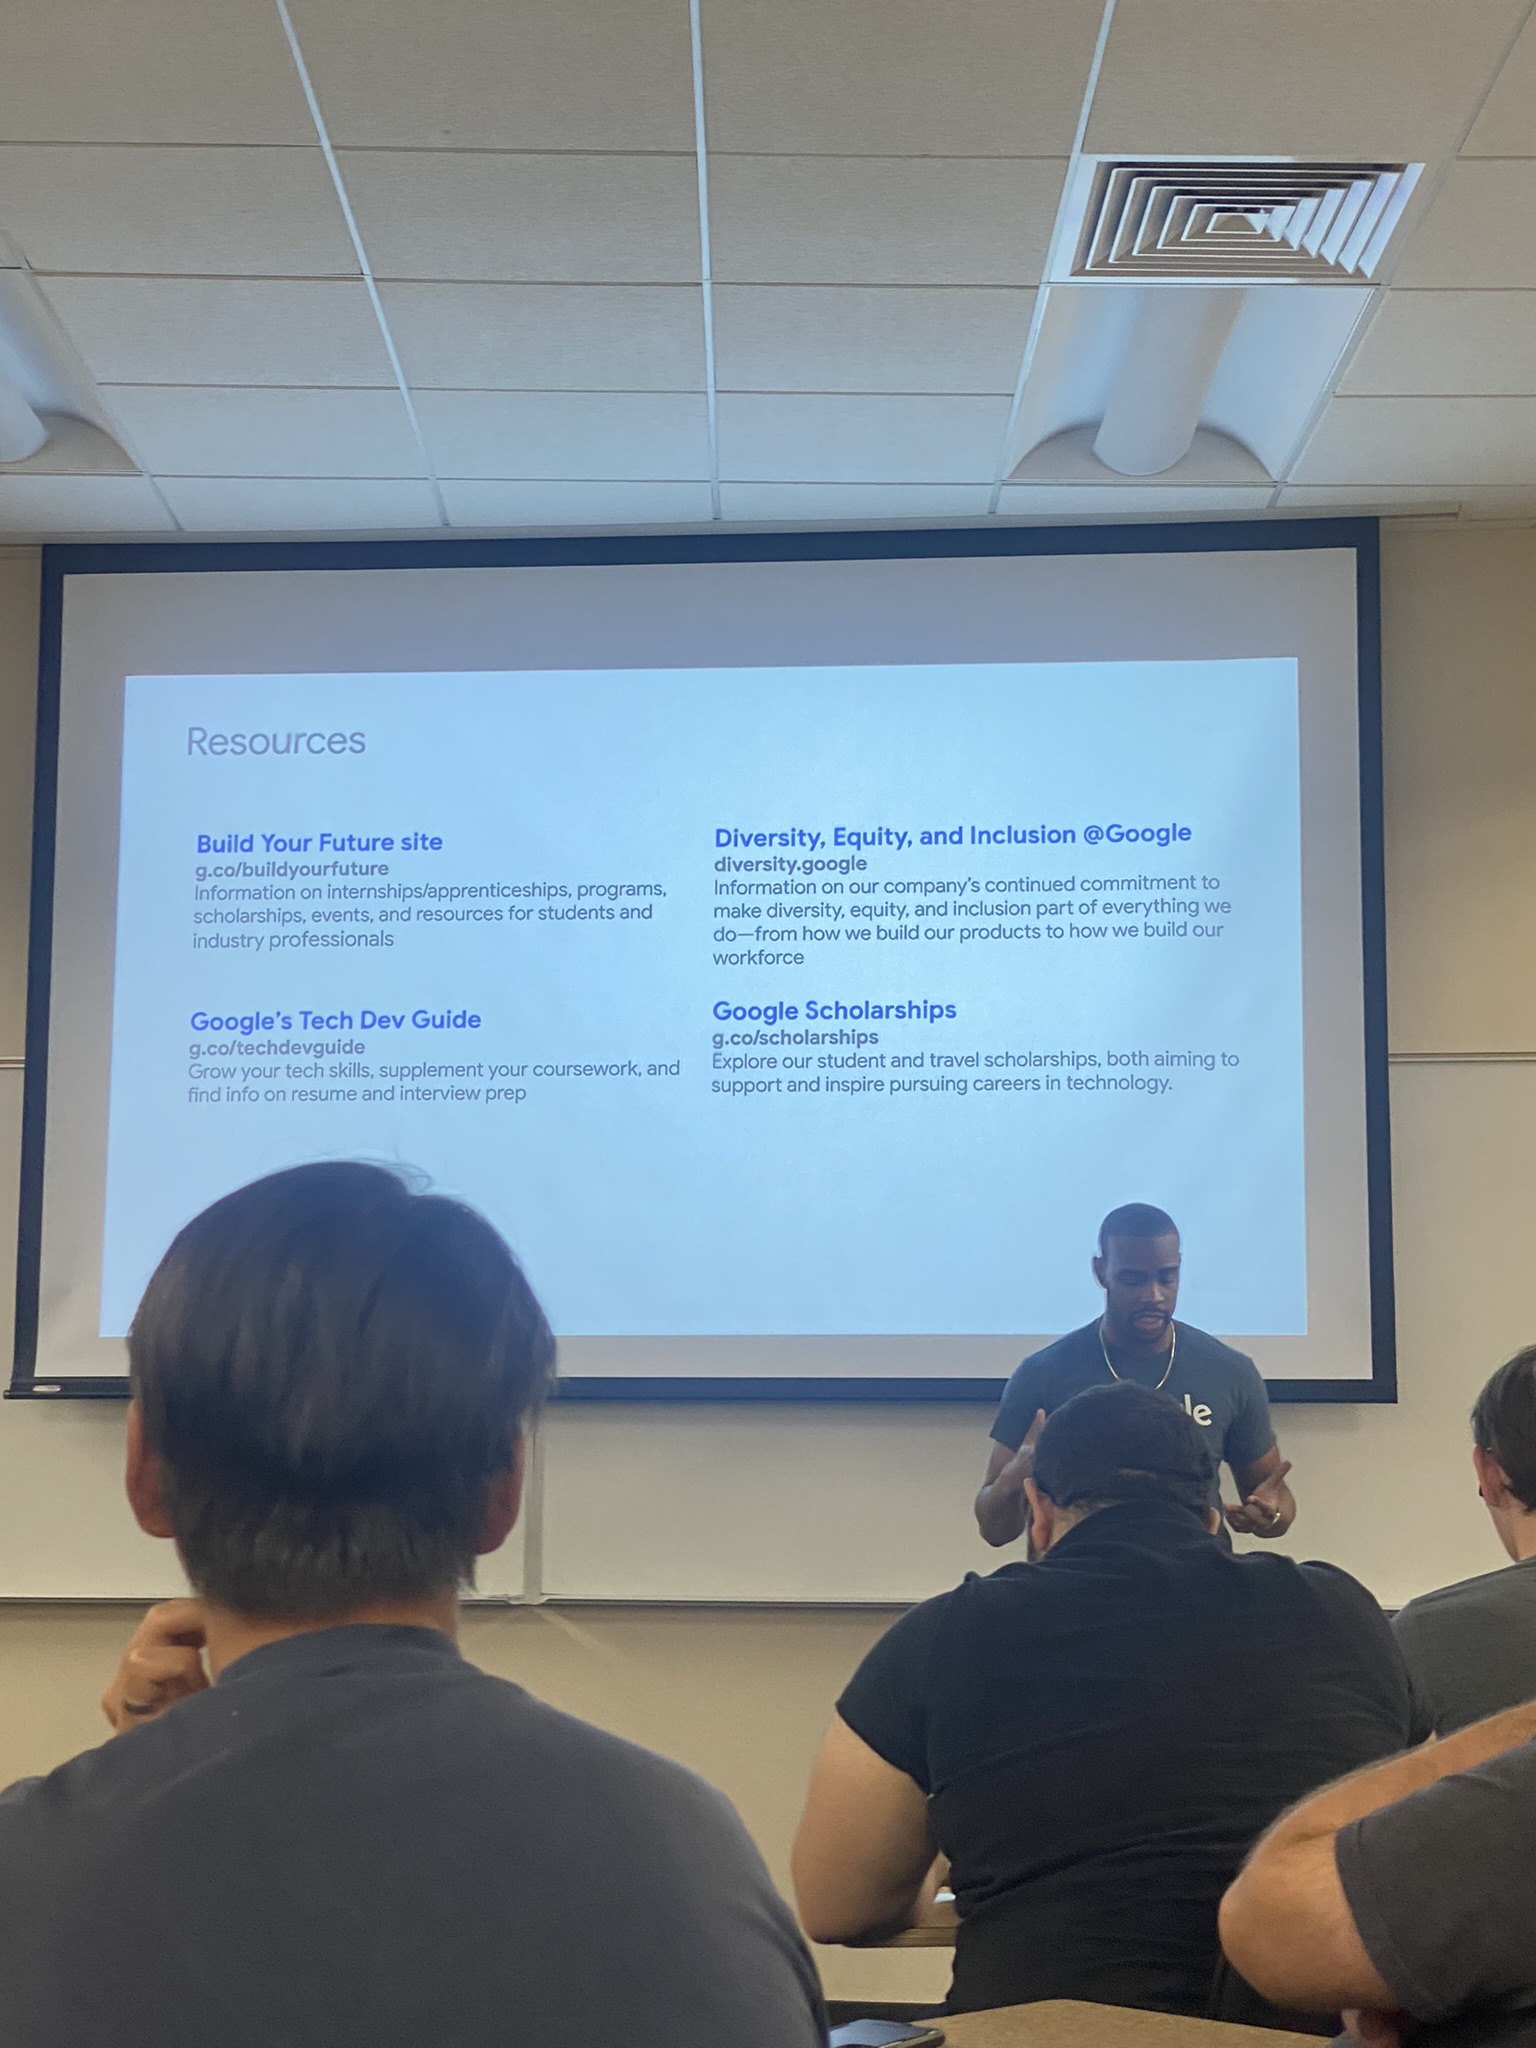 Resources
Build Your Future site
g.co/buildyourfuture
Information on internships/apprenticeships, programs,
scholarships, events, and resources for students and
industry professionals
Google's Tech Dev Guide
g.co/techdevguide
Grow your tech skills, supplement your coursework, and
find info on resume and interview prep
Diversity, Equity, and Inclusion @Google
diversity.google
Information on our company's continued commitment to
make diversity, equity, and inclusion part of everything we
do—from how we build our products to how we build our
workforce
Google Scholarships
g.co/scholarships
Explore our student and travel scholarships, both aiming to
support and inspire pursuing careers in technology.
le